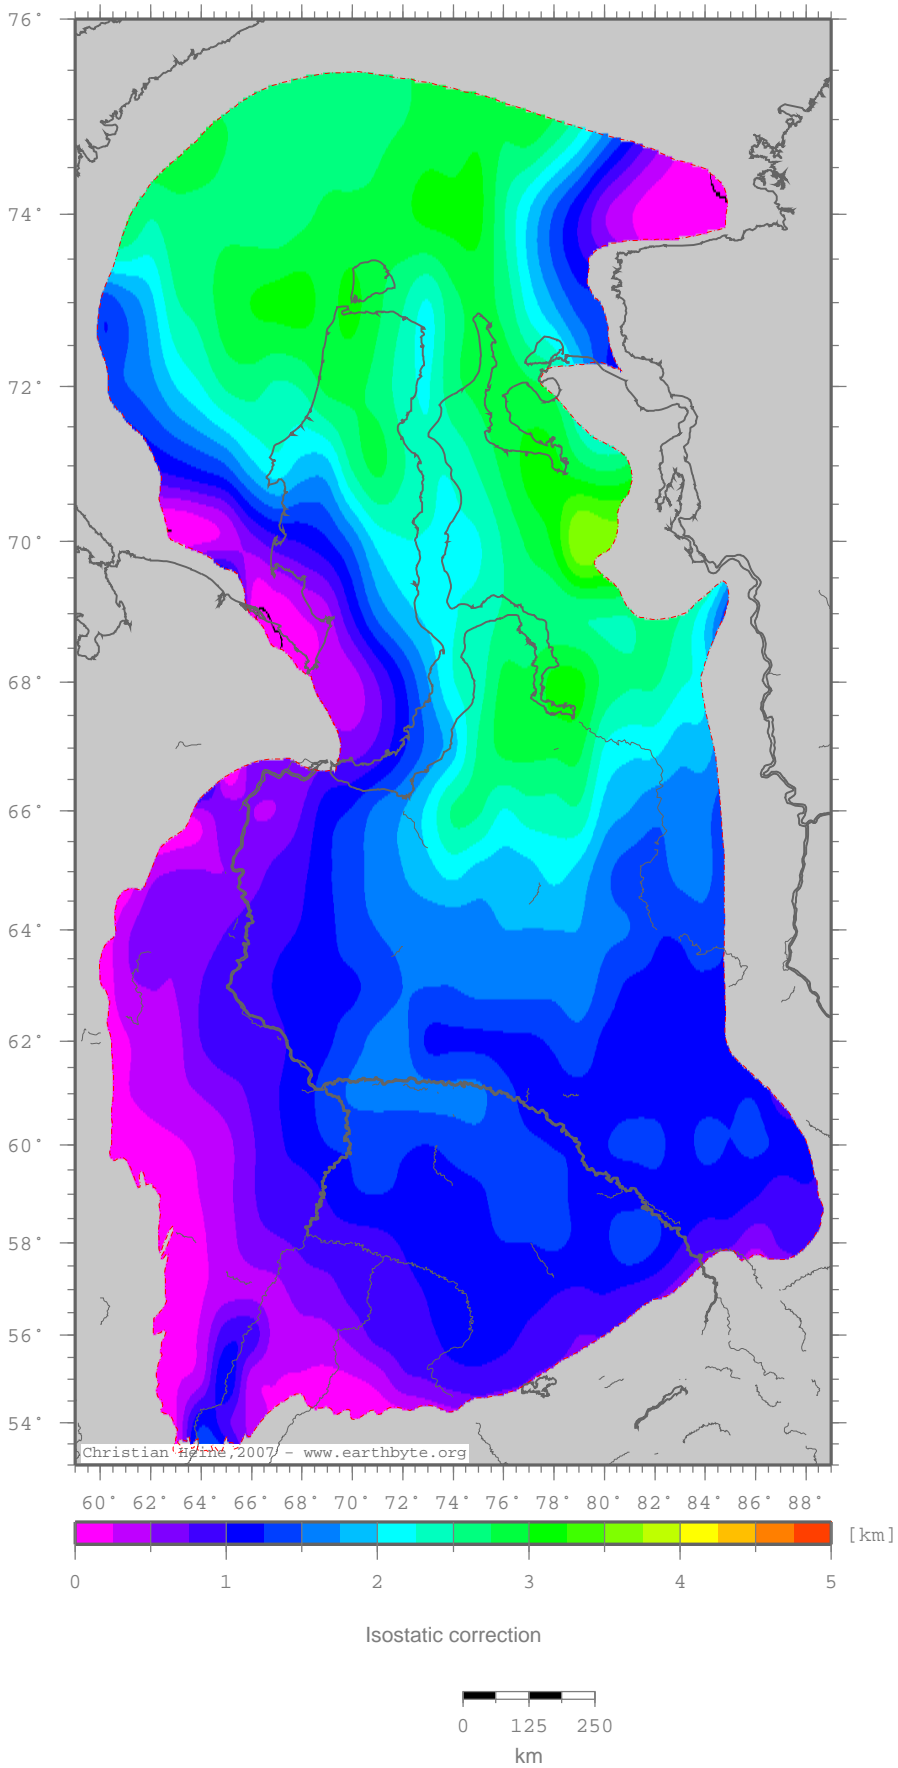 76°
74°
72°
70°
68°
66°
64°
62°
60°
58°
56°
54°
Christian Heine, 2007 - www.earthbyte.org
60° 62° 64° 66° 68° 70° 72° 74° 76° 78° 80° 82° 84° 86° 88°
[km]
0 1 2 3 4 5
Isostatic correction
0 125 250
km